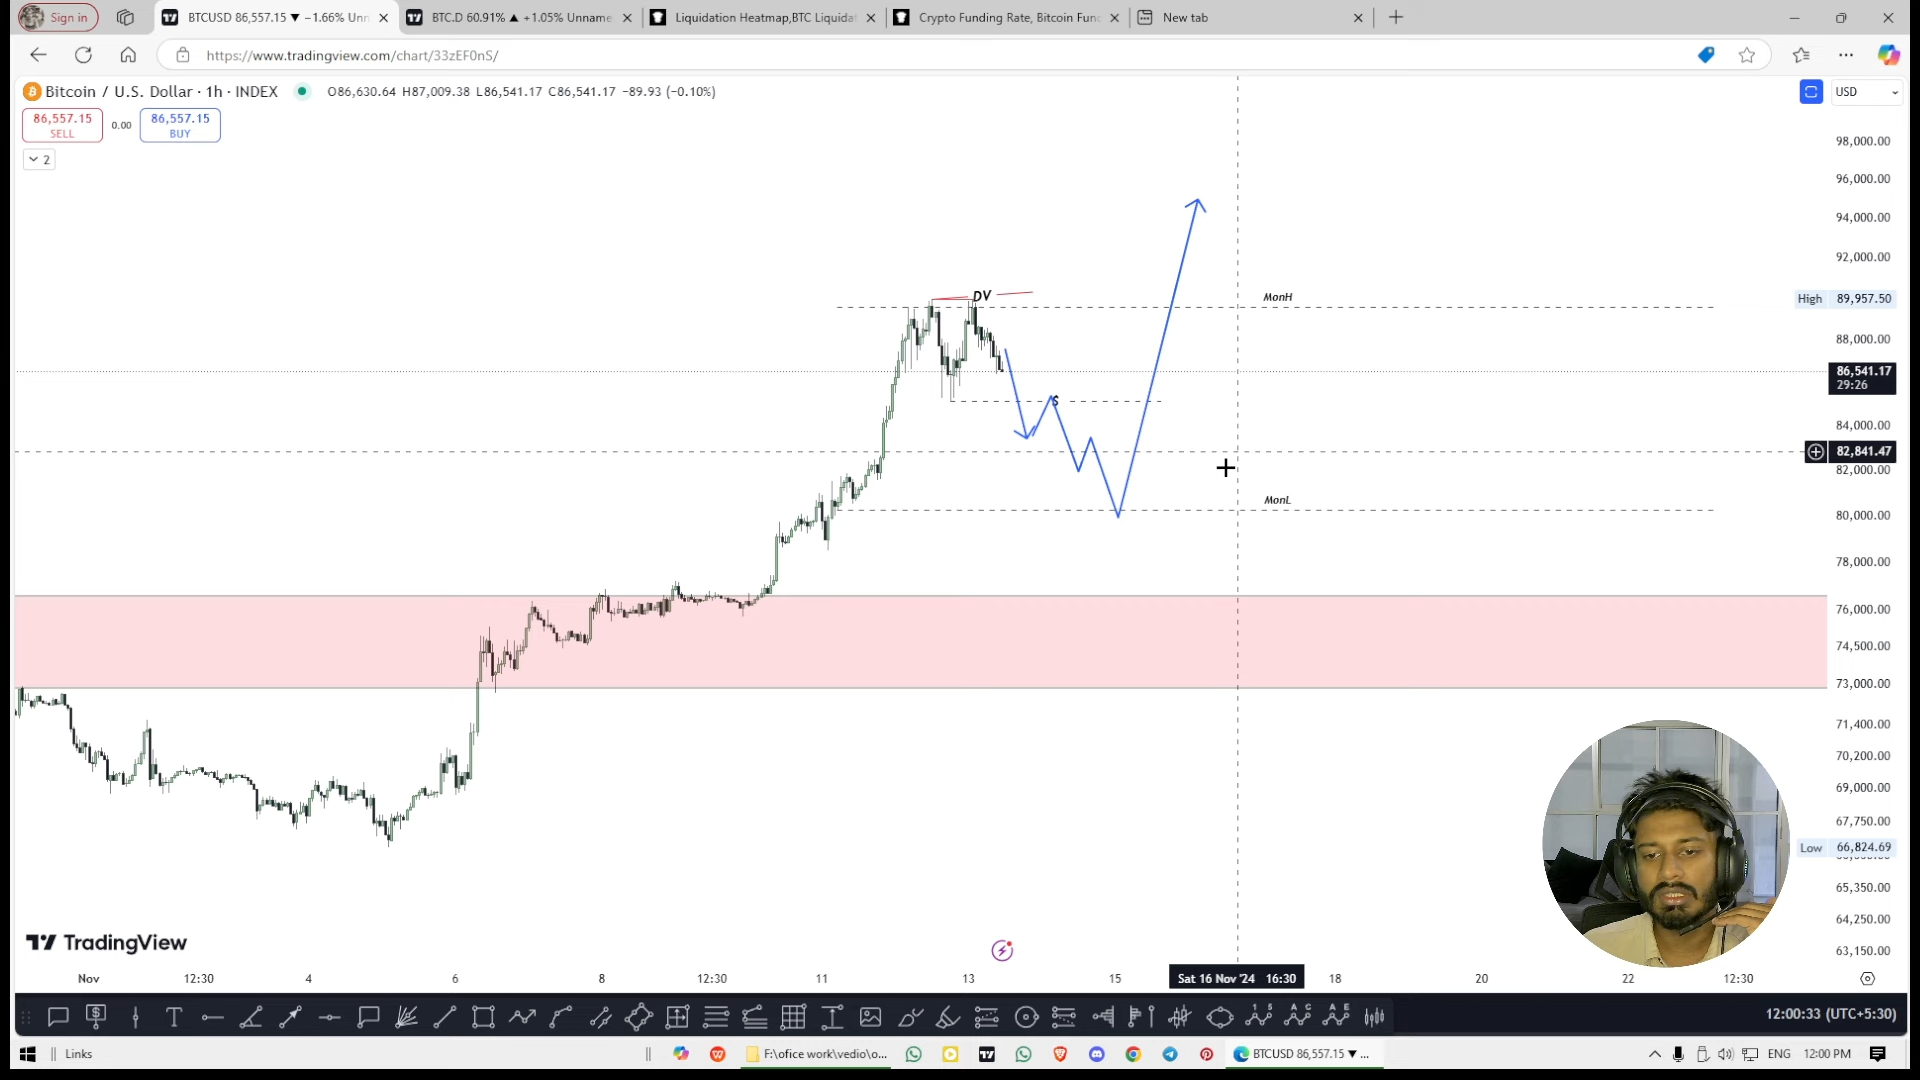 Sign in
BTCUSD 86,557.15 ▼ −1.66% Unn
BTC.D 60.91% ▲ +1.05% Unname
Liquidation Heatmap,BTC Liquidat
Crypto Funding Rate, Bitcoin Fun
New tab
https://www.tradingview.com/chart/33zEF0nS/
Bitcoin / U.S. Dollar · 1h · INDEX
O86,630.64 H87,009.38 L86,541.17 C86,541.17 −89.93 (−0.10%)
USD
86,557.15
SELL
0.00
86,557.15
BUY
2
98,000.00
96,000.00
94,000.00
92,000.00
DV
MonH
High 89,957.50
88,000.00
86,541.17
29:26
$
84,000.00
82,841.47
82,000.00
MonL
80,000.00
78,000.00
76,000.00
74,500.00
73,000.00
71,400.00
70,200.00
69,000.00
67,750.00
Low 66,824.69
65,350.00
64,250.00
63,150.00
TradingView
Nov 12:30 4 6 8 12:30 11 13 15 Sat 16 Nov '24 16:30 18 20 22 12:30
12:00:33 (UTC+5:30)
Links
F:\ofice work\vedio\o...
BTCUSD 86,557.15 ▼ ...
ENG
12:00 PM